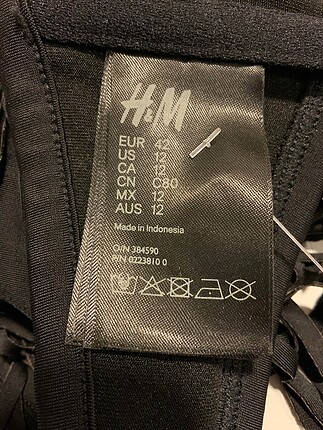 H&M
EUR 42
US 12
CA 12
CN C80
MX 12
AUS 12
Made in Indonesia
O/N 384590
P/N 0223810 0